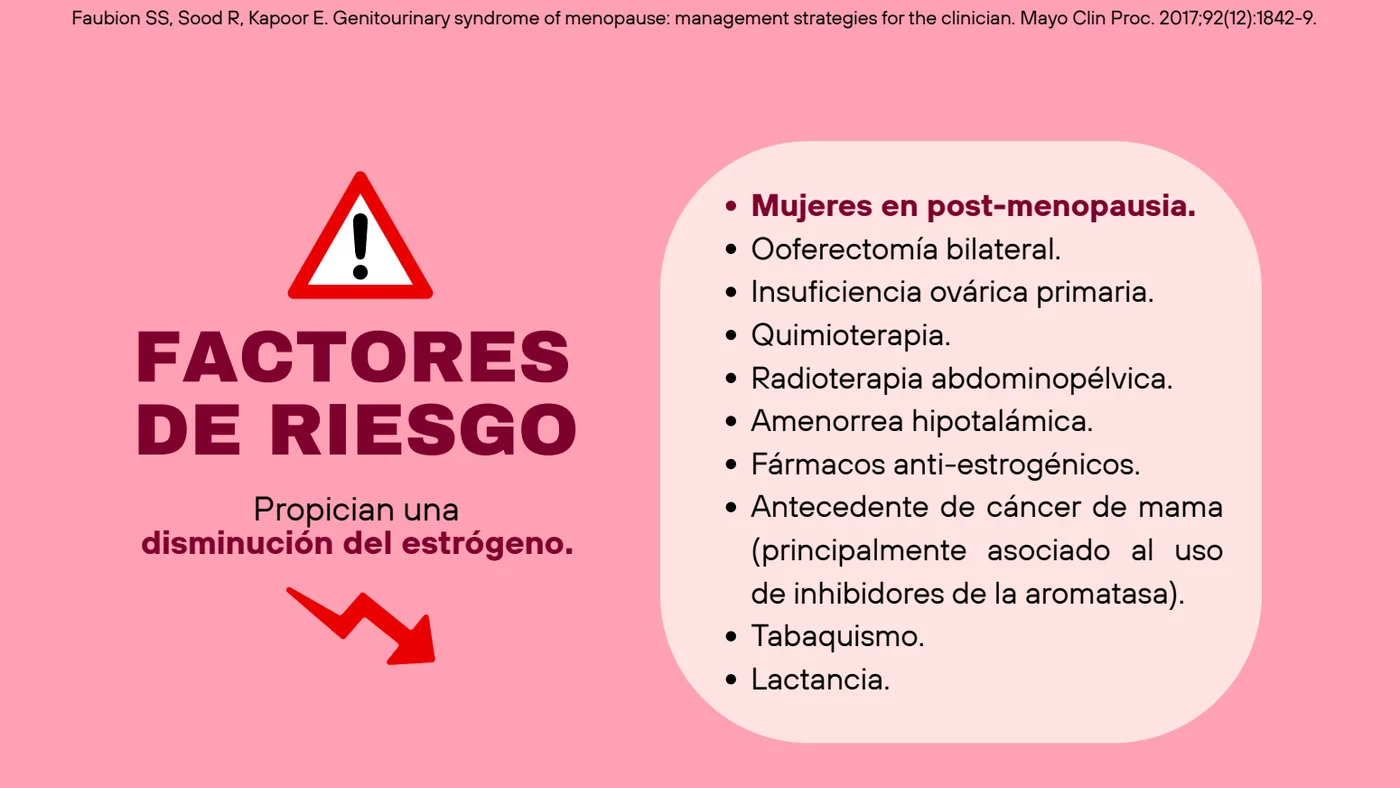 Faubion SS, Sood R, Kapoor E. Genitourinary syndrome of menopause: management strategies for the clinician. Mayo Clin Proc. 2017;92(12):1842-9.
FACTORES
DE RIESGO
Propician una
disminución del estrógeno.
• Mujeres en post-menopausia.
• Ooferectomía bilateral.
• Insuficiencia ovárica primaria.
• Quimioterapia.
• Radioterapia abdominopélvica.
• Amenorrea hipotalámica.
• Fármacos anti-estrogénicos.
• Antecedente de cáncer de mama
(principalmente asociado al uso
de inhibidores de la aromatasa).
• Tabaquismo.
• Lactancia.